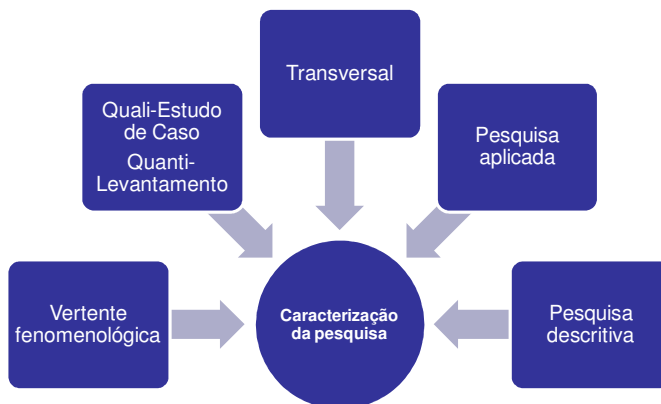 Transversal
Quali-Estudo
de Caso
Quanti-
Levantamento
Pesquisa
aplicada
Vertente
fenomenológica
Caracterização
da pesquisa
Pesquisa
descritiva